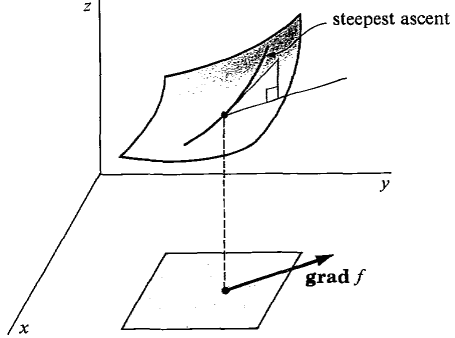 z
steepest ascent
y
grad f
x